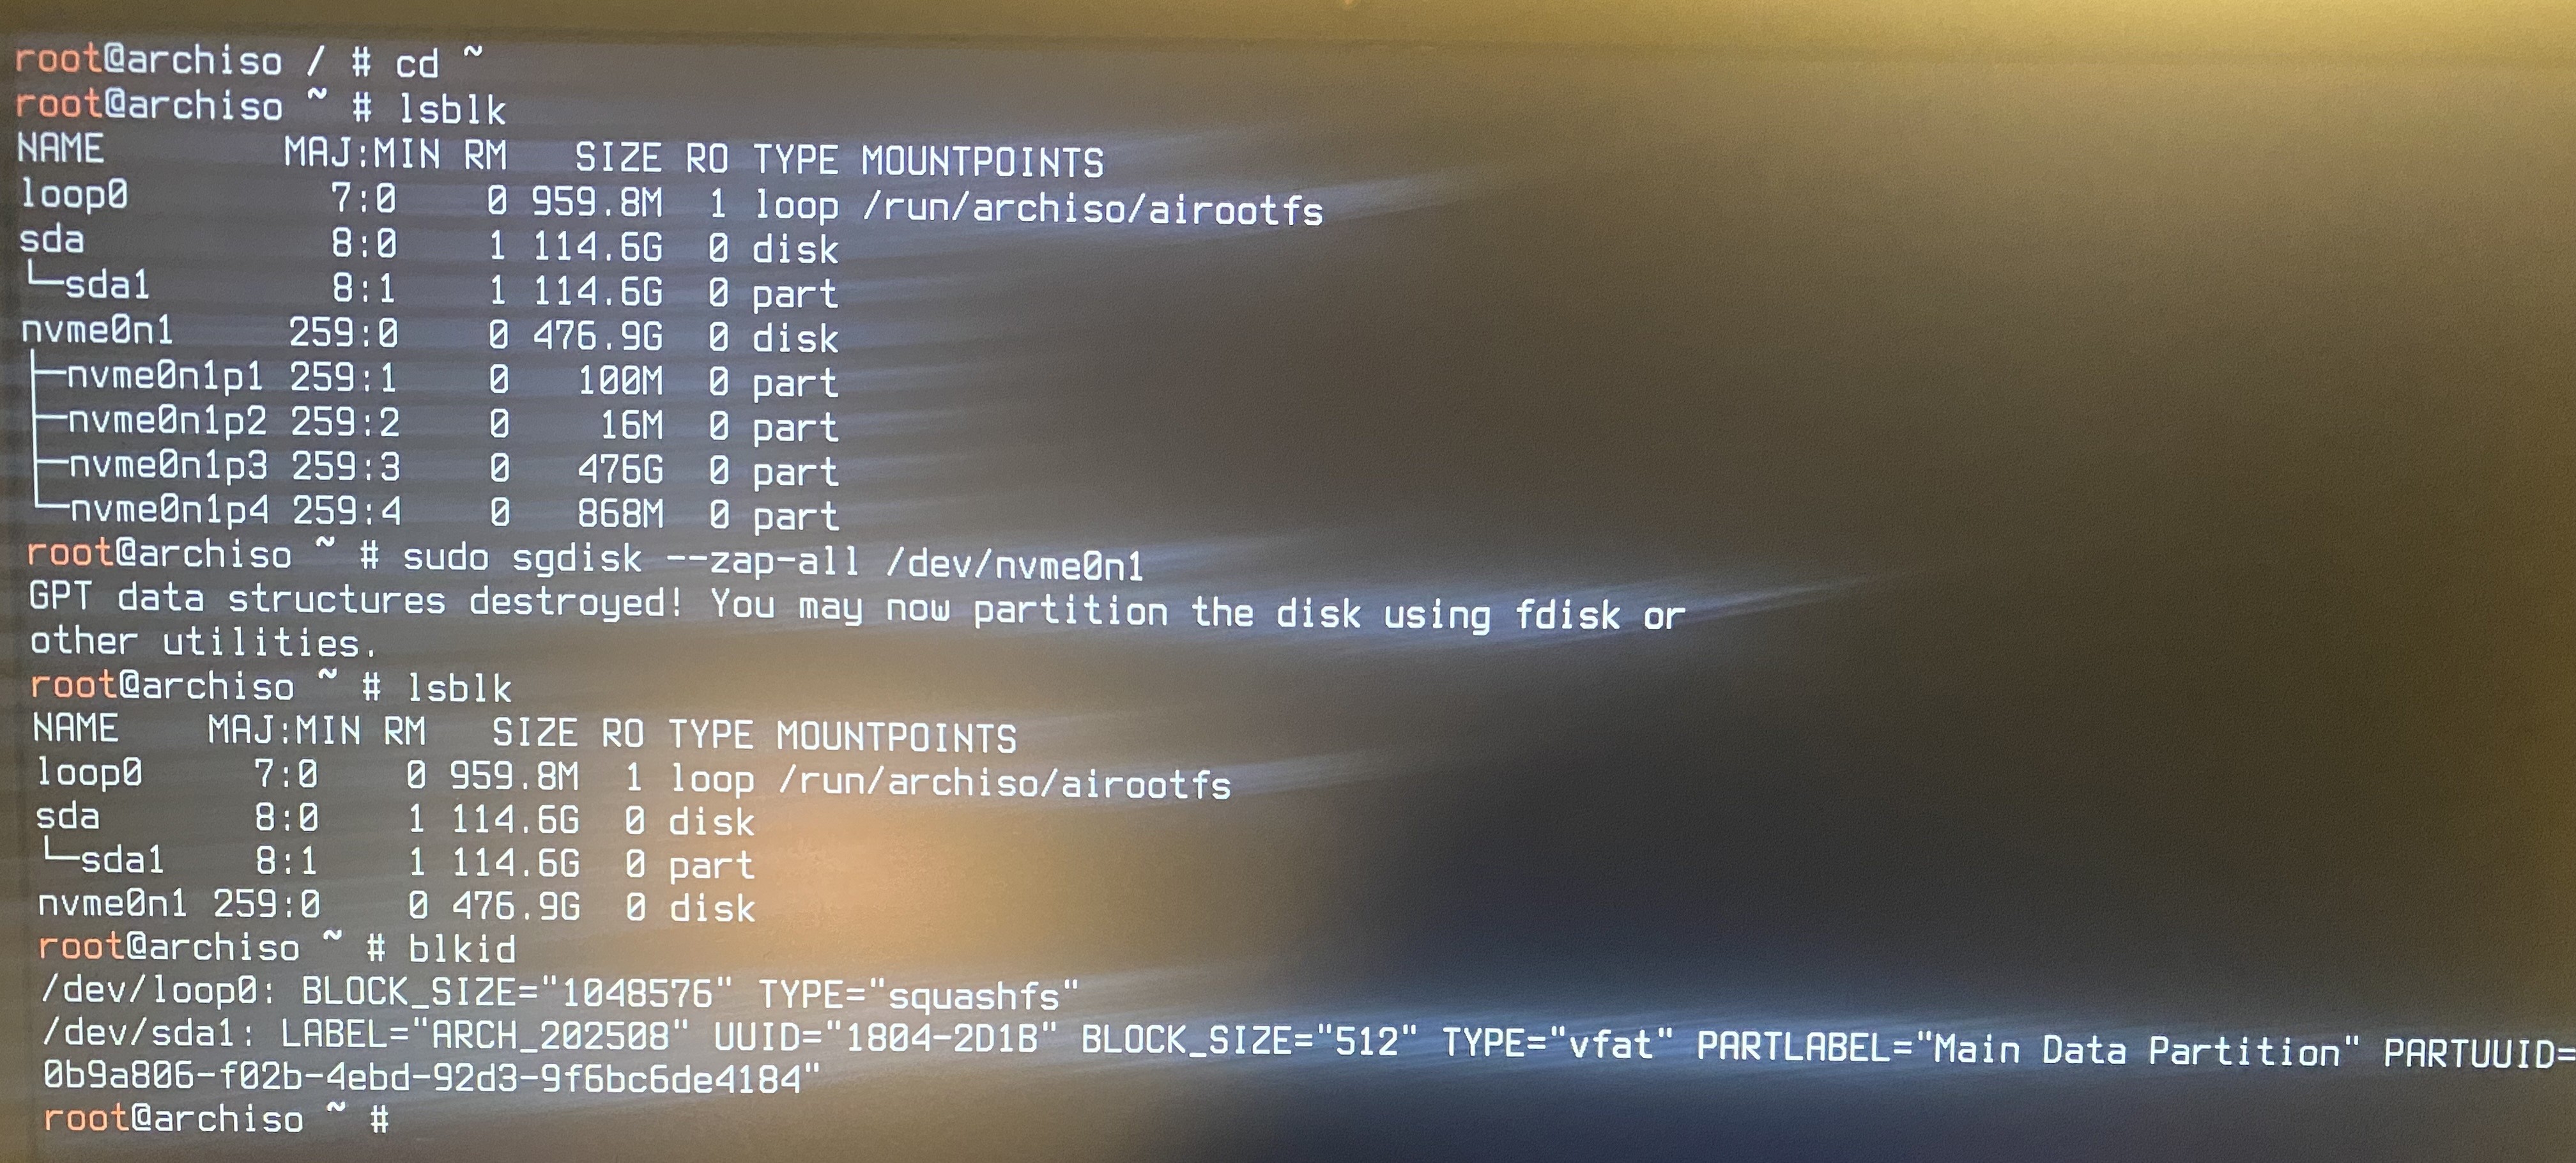 root@archiso / # cd ~
root@archiso ~ # lsblk
NAME        MAJ:MIN RM   SIZE RO TYPE MOUNTPOINTS
loop0         7:0    0 959.8M  1 loop /run/archiso/airootfs
sda           8:0    1 114.6G  0 disk
└─sda1        8:1    1 114.6G  0 part
nvme0n1     259:0    0 476.9G  0 disk
├─nvme0n1p1 259:1    0   100M  0 part
├─nvme0n1p2 259:2    0    16M  0 part
├─nvme0n1p3 259:3    0   476G  0 part
└─nvme0n1p4 259:4    0   868M  0 part
root@archiso ~ # sudo sgdisk --zap-all /dev/nvme0n1
GPT data structures destroyed! You may now partition the disk using fdisk or
other utilities.
root@archiso ~ # lsblk
NAME    MAJ:MIN RM   SIZE RO TYPE MOUNTPOINTS
loop0     7:0    0 959.8M  1 loop /run/archiso/airootfs
sda       8:0    1 114.6G  0 disk
└─sda1    8:1    1 114.6G  0 part
nvme0n1 259:0    0 476.9G  0 disk
root@archiso ~ # blkid
/dev/loop0: BLOCK_SIZE="1048576" TYPE="squashfs"
/dev/sda1: LABEL="ARCH_202508" UUID="1804-2D1B" BLOCK_SIZE="512" TYPE="vfat" PARTLABEL="Main Data Partition" PARTUUID=
0b9a806-f02b-4ebd-92d3-9f6bc6de4184"
root@archiso ~ #